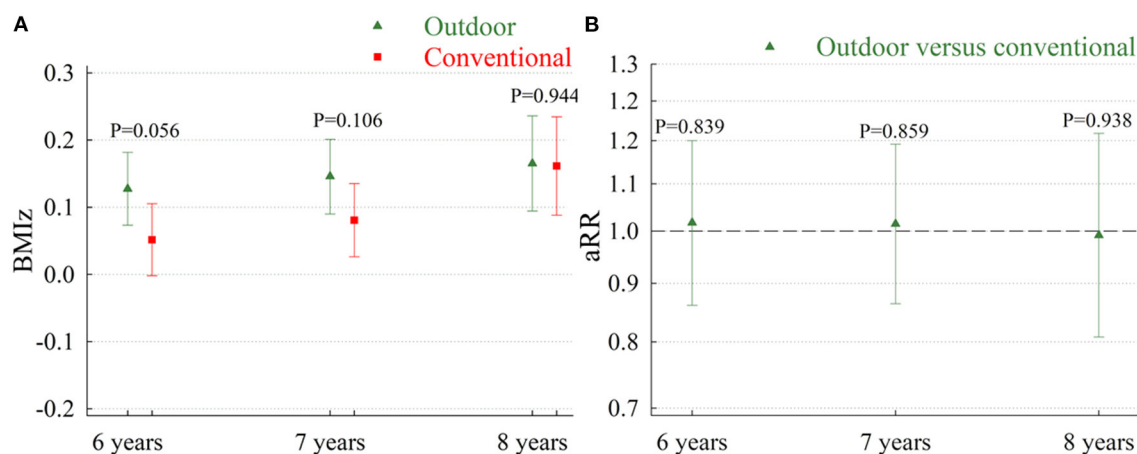 A
Outdoor
Conventional
BMIz
0.3
0.2
0.1
0.0
-0.1
-0.2
P=0.056
P=0.106
P=0.944
6 years
7 years
8 years
B
Outdoor versus conventional
aRR
1.3
1.2
1.2
1.1
1.0
0.9
0.8
0.7
P=0.839
P=0.859
P=0.938
6 years
7 years
8 years